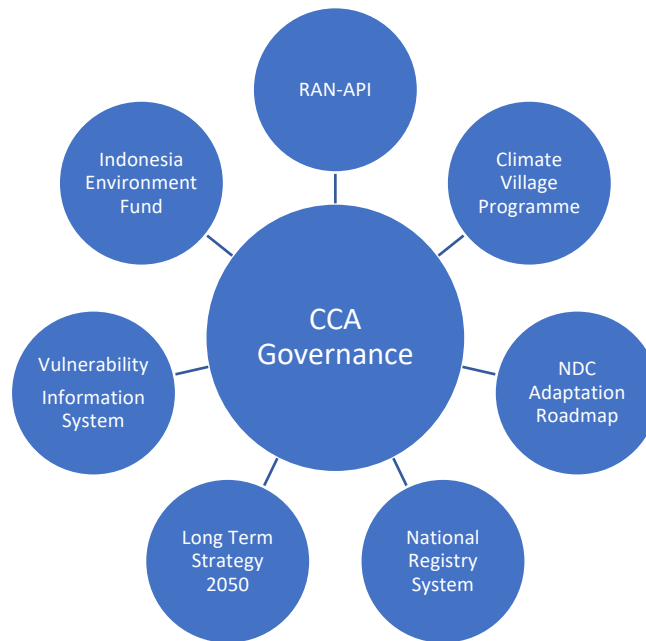 RAN-API
Indonesia
Environment
Fund
Climate
Village
Programme
CCA
Governance
Vulnerability
Information
System
NDC
Adaptation
Roadmap
Long Term
Strategy
2050
National
Registry
System